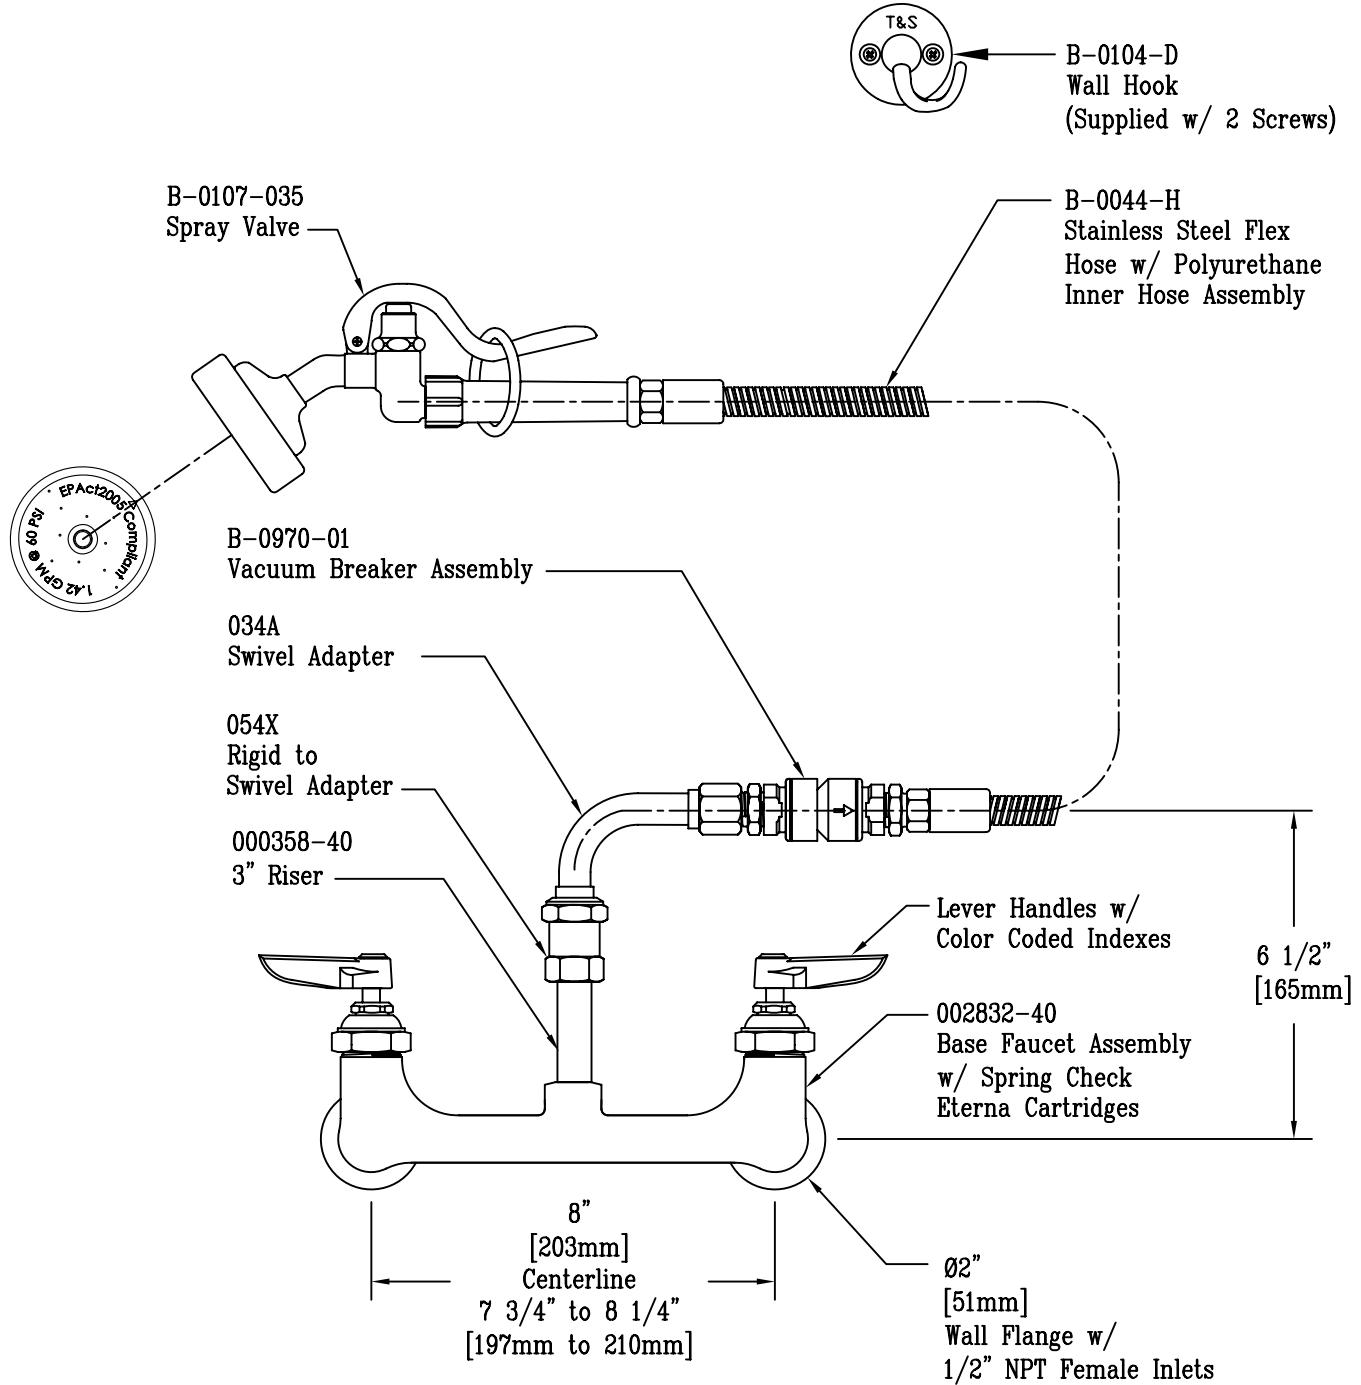 T&S
B-0104-D
Wall Hook
(Supplied w/ 2 Screws)
B-0107-035
Spray Valve
B-0044-H
Stainless Steel Flex
Hose w/ Polyurethane
Inner Hose Assembly
EPAct2005 Compliant
1.42 GPM @ 60 PSI
B-0970-01
Vacuum Breaker Assembly
034A
Swivel Adapter
054X
Rigid to
Swivel Adapter
000358-40
3" Riser
Lever Handles w/
Color Coded Indexes
6 1/2"
[165mm]
002832-40
Base Faucet Assembly
w/ Spring Check
Eterna Cartridges
8"
[203mm]
Centerline
7 3/4" to 8 1/4"
[197mm to 210mm]
Ø2"
[51mm]
Wall Flange w/
1/2" NPT Female Inlets